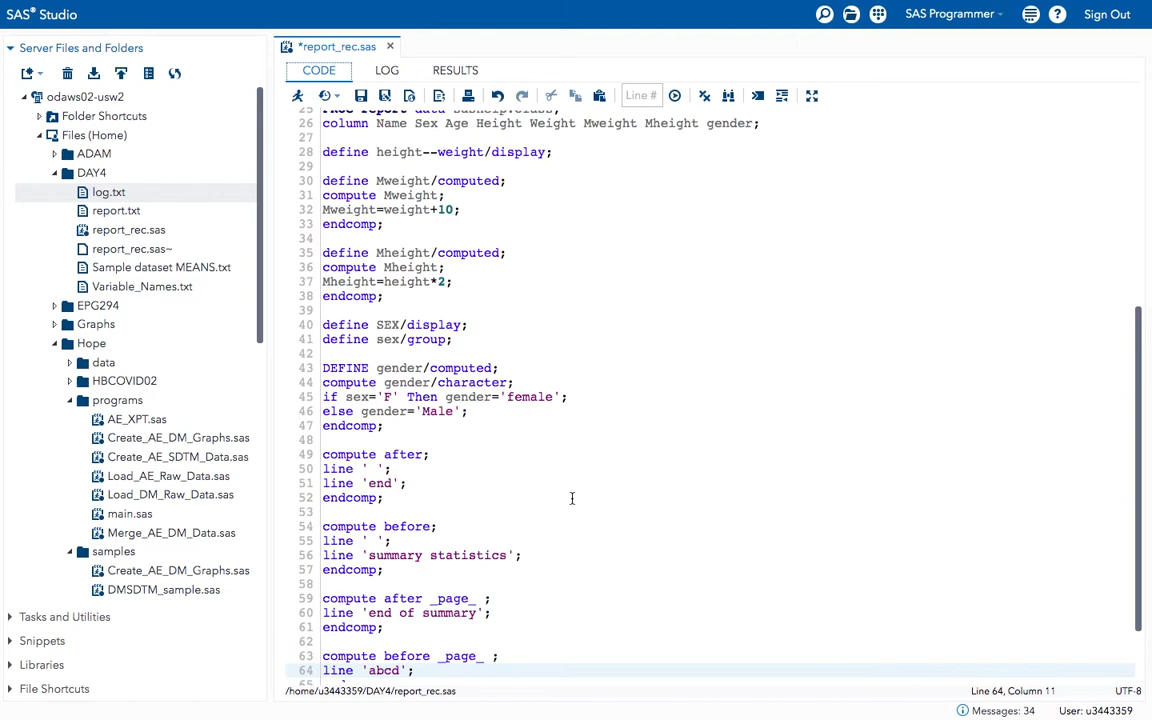 SAS® Studio
SAS Programmer
Sign Out
Server Files and Folders
odaws02-usw2
Folder Shortcuts
Files (Home)
ADAM
DAY4
log.txt
report.txt
report_rec.sas
report_rec.sas~
Sample dataset MEANS.txt
Variable_Names.txt
EPG294
Graphs
Hope
data
HBCOVID02
programs
AE_XPT.sas
Create_AE_DM_Graphs.sas
Create_AE_SDTM_Data.sas
Load_AE_Raw_Data.sas
Load_DM_Raw_Data.sas
main.sas
Merge_AE_DM_Data.sas
samples
Create_AE_DM_Graphs.sas
DMSDTM_sample.sas
Tasks and Utilities
Snippets
Libraries
File Shortcuts
*report_rec.sas ×
CODE LOG RESULTS
Line #
26 column Name Sex Age Height Weight Mweight Mheight gender;
27
28 define height--weight/display;
29
30 define Mweight/computed;
31 compute Mweight;
32 Mweight=weight+10;
33 endcomp;
34
35 define Mheight/computed;
36 compute Mheight;
37 Mheight=height*2;
38 endcomp;
39
40 define SEX/display;
41 define sex/group;
42
43 DEFINE gender/computed;
44 compute gender/character;
45 if sex='F' Then gender='female';
46 else gender='Male';
47 endcomp;
48
49 compute after;
50 line ' ';
51 line 'end';
52 endcomp;
53
54 compute before;
55 line ' ';
56 line 'summary statistics';
57 endcomp;
58
59 compute after _page_ ;
60 line 'end of summary';
61 endcomp;
62
63 compute before _page_ ;
64 line 'abcd';
/home/u3443359/DAY4/report_rec.sas
Line 64, Column 11
UTF-8
Messages: 34
User: u3443359